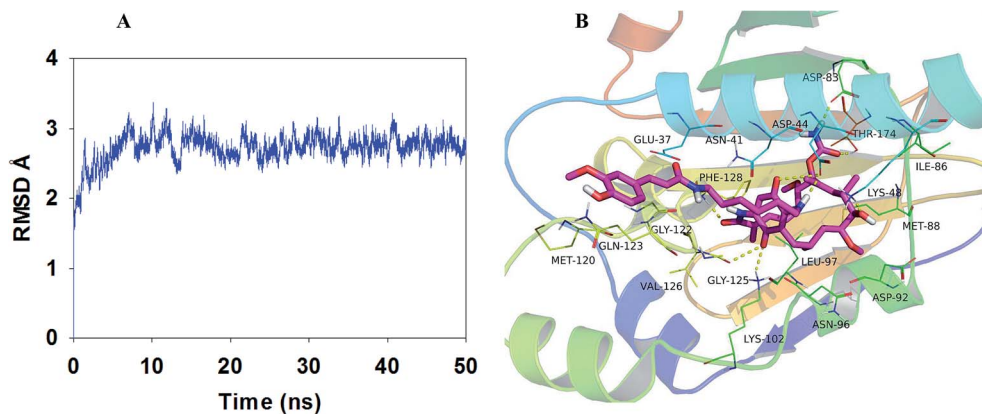 A
B
4
3
2
1
0
RMSD Å
0 10 20 30 40 50
Time (ns)
ASP-83
ASP-44
THR-174
GLU-37
ASN-41
ILE-86
PHE-128
LYS-48
MET-88
GLY-122
GLN-123
MET-120
LEU-97
GLY-125
VAL-126
ASP-92
ASN-96
LYS-102